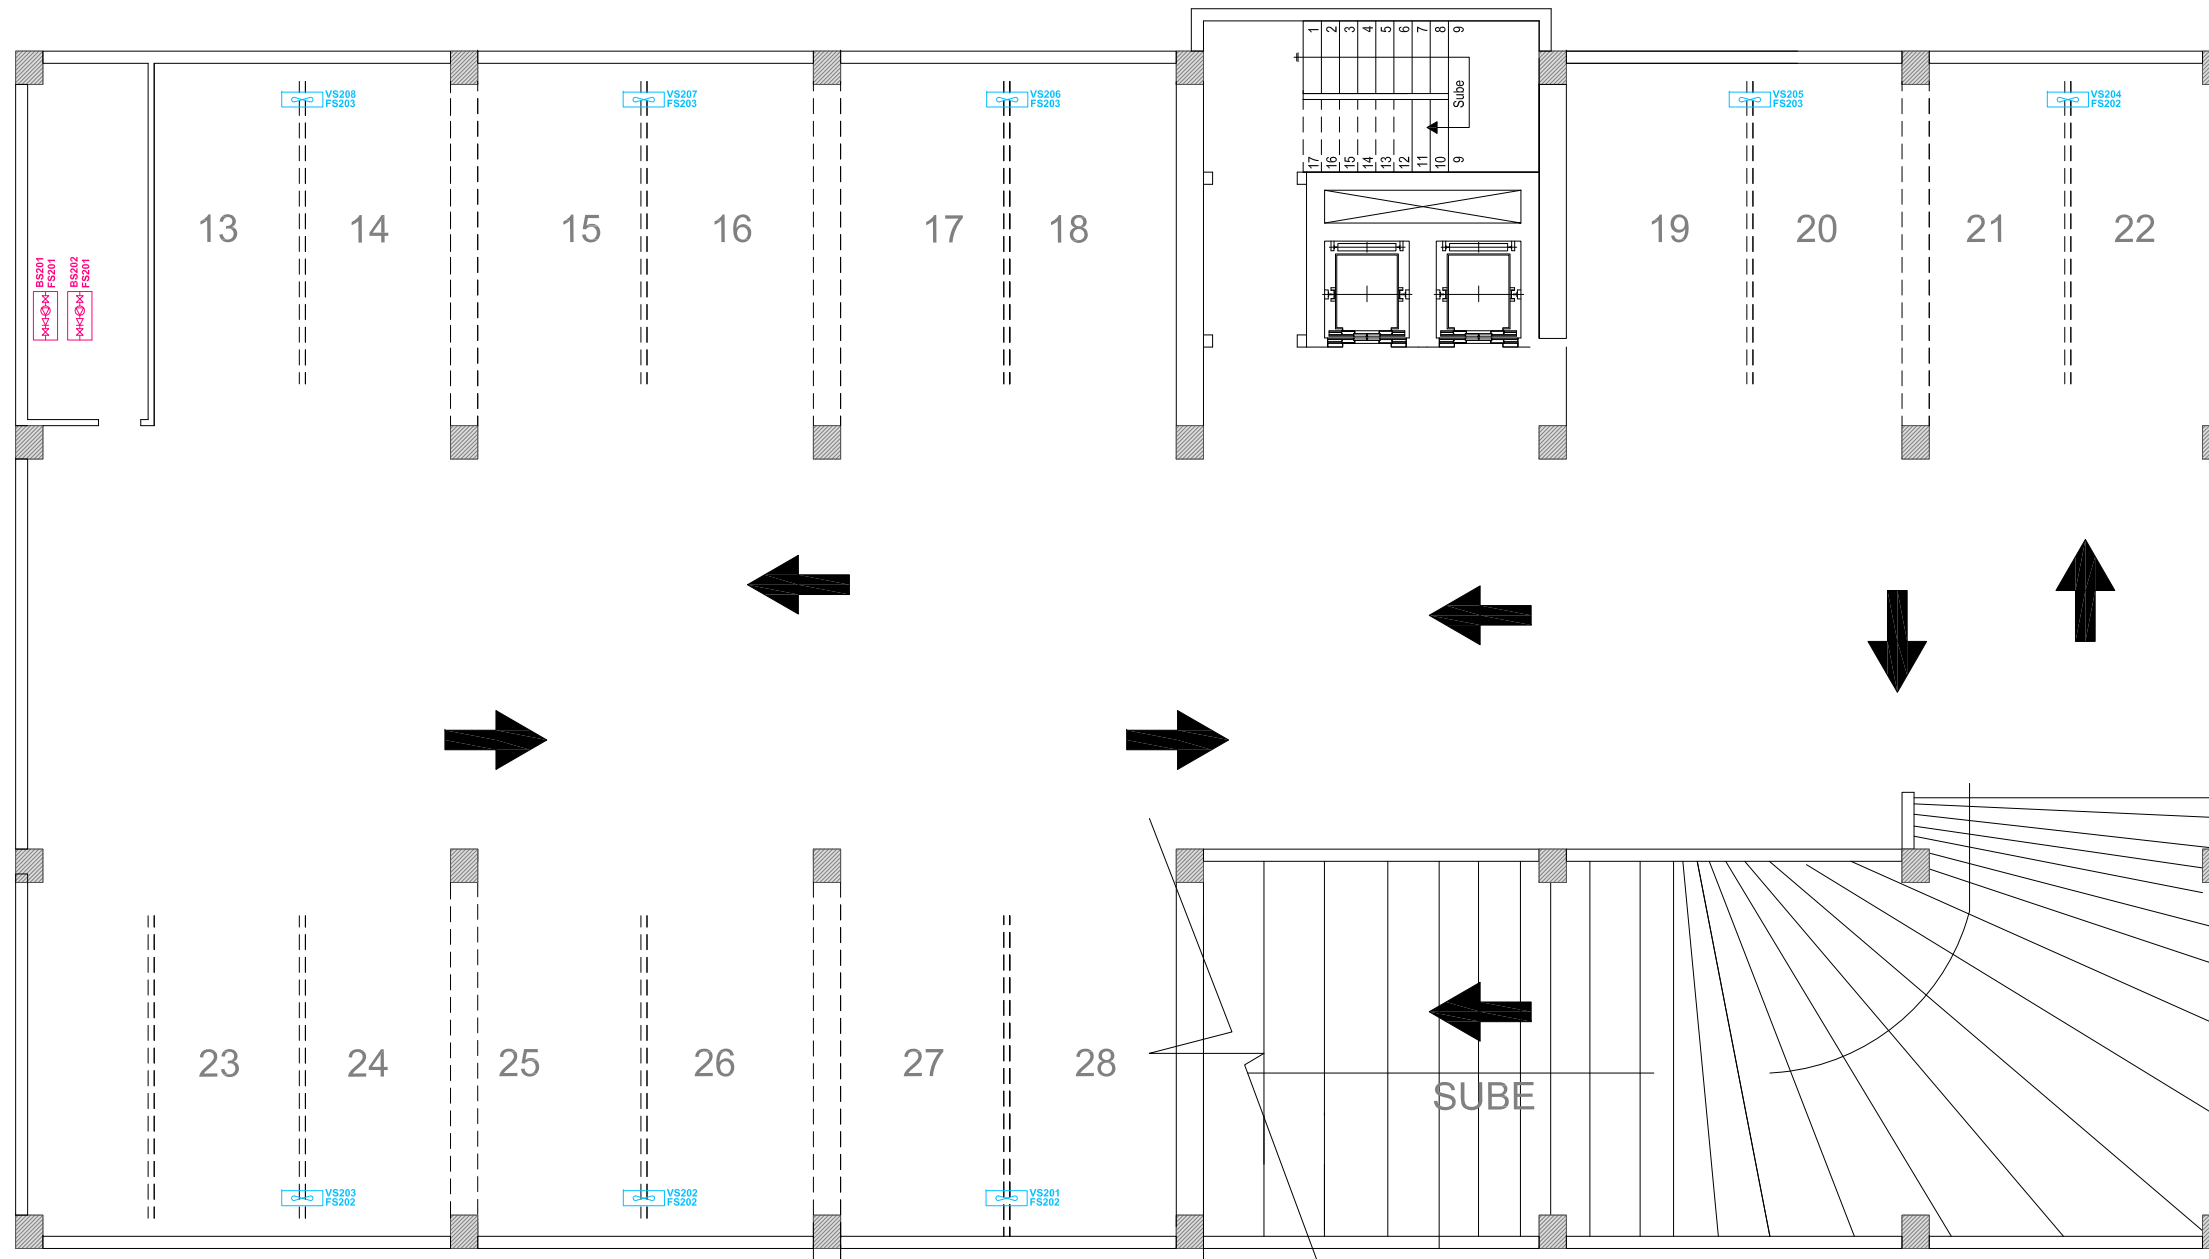 1 2 3 4 5 6 7 8 9
Sube
17 16 15 14 13 12 11 10 9
VS208
FS203
VS207
FS203
VS206
FS203
VS205
FS203
VS204
FS202
13 14 15 16 17 18 19 20 21 22
BS201
FS201
BS202
FS201
23 24 25 26 27 28
SUBE
VS203
FS202
VS202
FS202
VS201
FS202